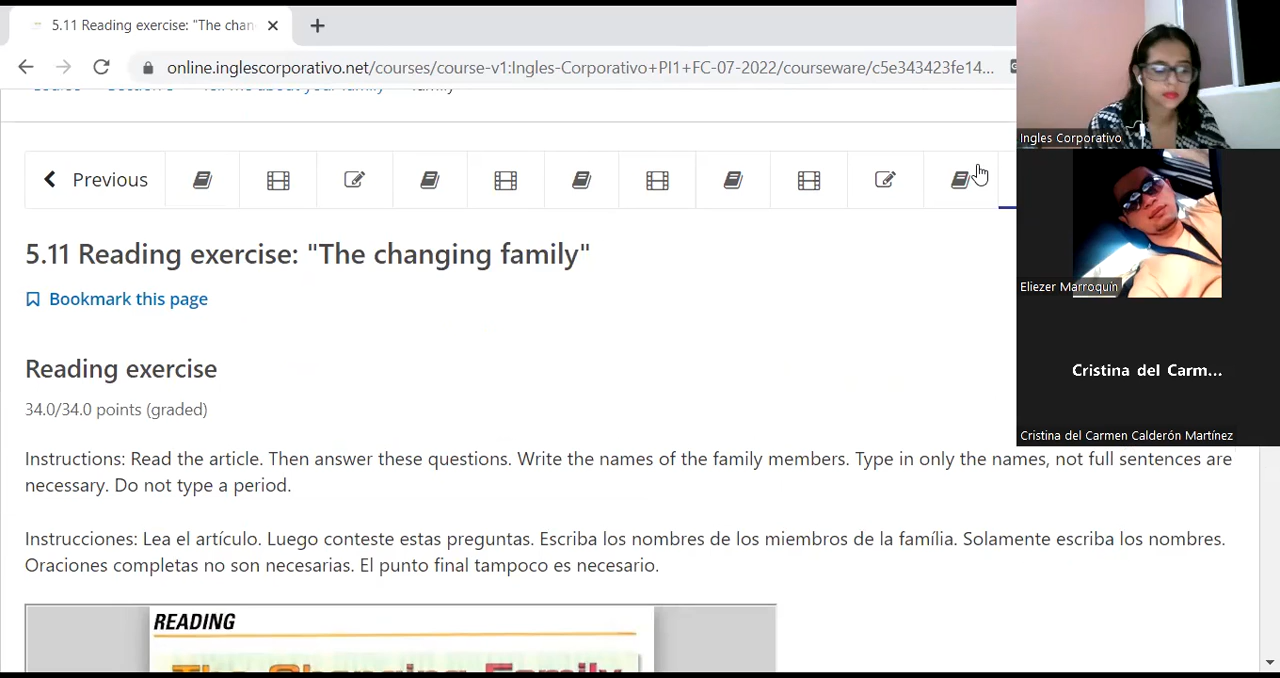 5.11 Reading exercise: "The chan
online.inglescorporativo.net/courses/course-v1:Ingles-Corporativo+PI1+FC-07-2022/courseware/c5e343423fe14...
Previous
5.11 Reading exercise: "The changing family"
Bookmark this page
Reading exercise
34.0/34.0 points (graded)
Instructions: Read the article. Then answer these questions. Write the names of the family members. Type in only the names, not full sentences are
necessary. Do not type a period.
Instrucciones: Lea el artículo. Luego conteste estas preguntas. Escriba los nombres de los miembros de la família. Solamente escriba los nombres.
Oraciones completas no son necesarias. El punto final tampoco es necesario.
READING
The Changing Family
Ingles Corporativo
Eliezer Marroquín
Cristina del Carm...
Cristina del Carmen Calderón Martínez